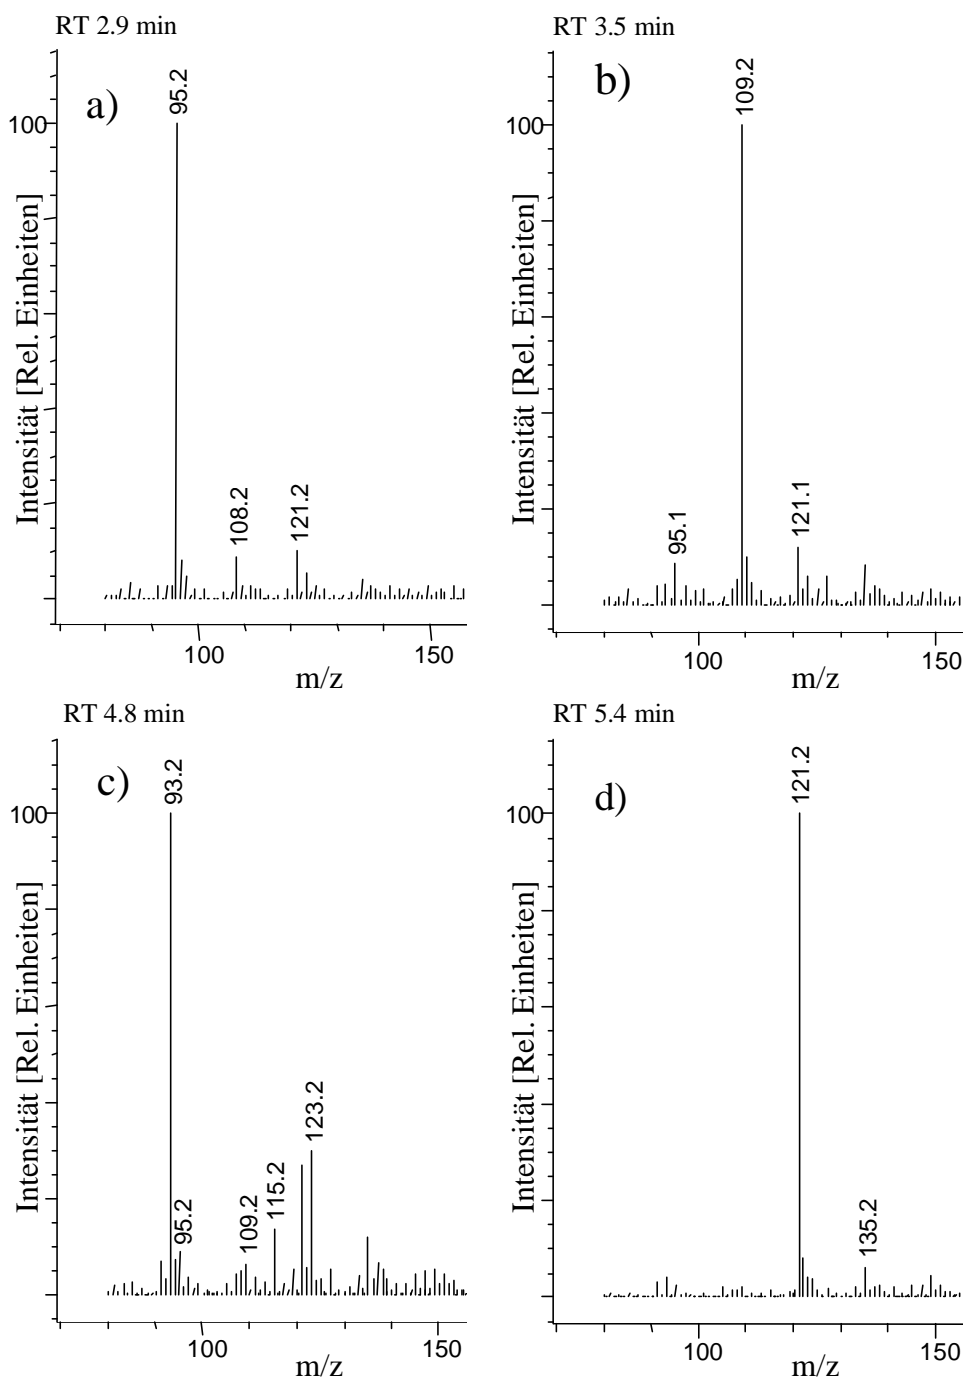 RT 2.9 min
a)
95.2
108.2
121.2
100
Intensität [Rel. Einheiten]
100
150
m/z
RT 3.5 min
b)
109.2
95.1
121.1
100
Intensität [Rel. Einheiten]
100
150
m/z
RT 4.8 min
c)
93.2
95.2
109.2
115.2
123.2
100
Intensität [Rel. Einheiten]
100
150
m/z
RT 5.4 min
d)
121.2
135.2
100
Intensität [Rel. Einheiten]
100
150
m/z